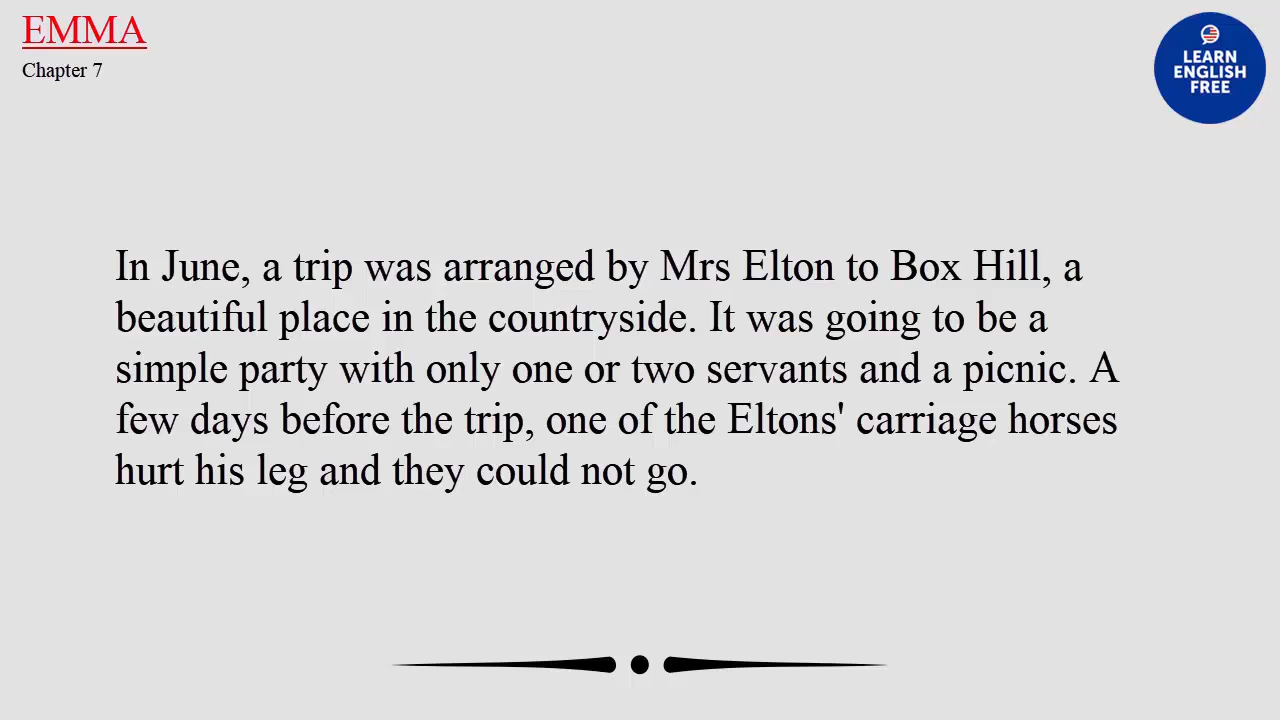 EMMA
Chapter 7
LEARN
ENGLISH
FREE
In June, a trip was arranged by Mrs Elton to Box Hill, a
beautiful place in the countryside. It was going to be a
simple party with only one or two servants and a picnic. A
few days before the trip, one of the Eltons' carriage horses
hurt his leg and they could not go.